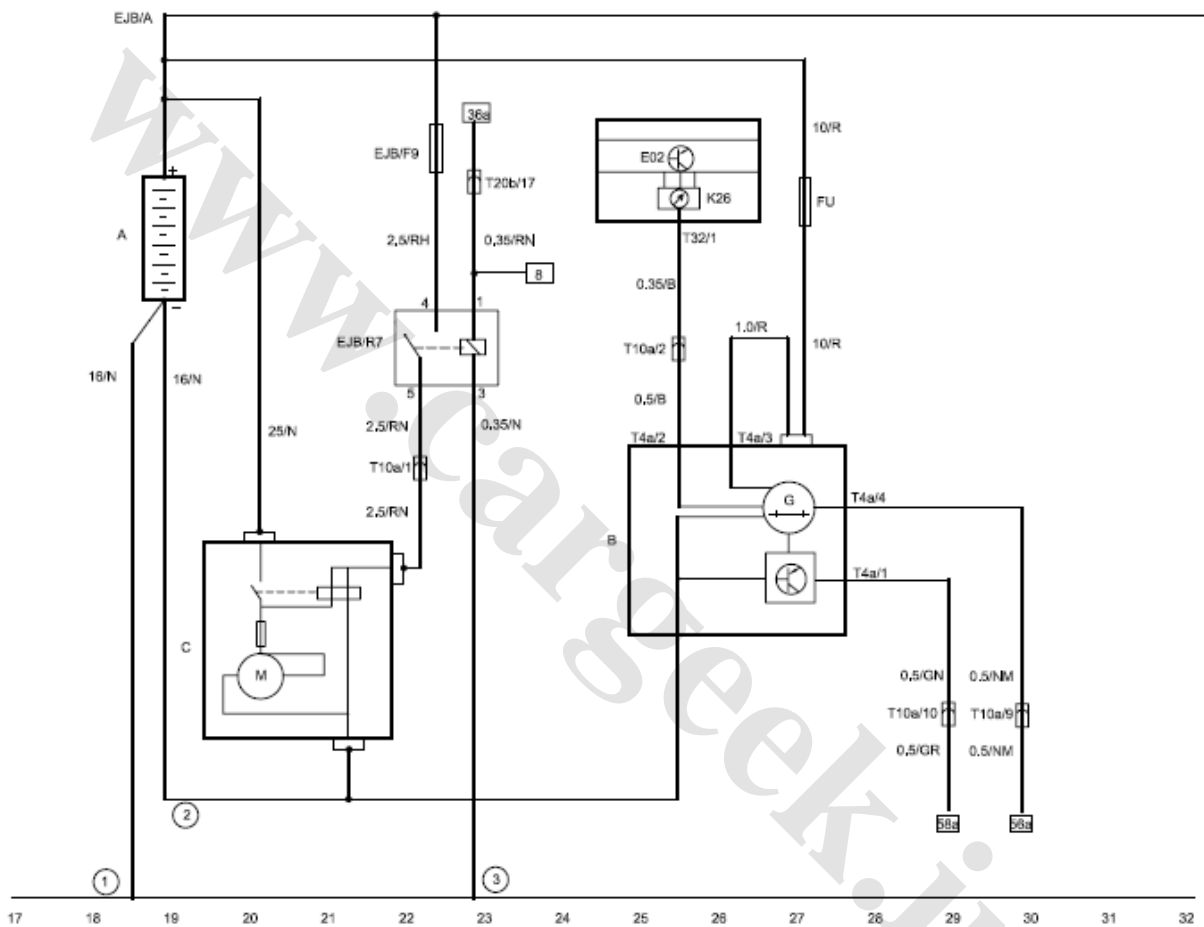 EJB/A
36a
10/R
EJB/F9
E02
T20b/17
+
K26
FU
A
2,5/RH
0,35/RN
T32/1
8
0.35/B
−
4
1
1.0/R
EJB/R7
T10a/2
10/R
16/N
16/N
5
3
0,5/B
25/N
2,5/RN
0,35/N
T4a/2
T4a/3
T10a/1
G
T4a/4
2,5/RN
B
T4a/1
C
M
0,5/GN
0.5/NM
T10a/10
T10a/9
0,5/GR
0.5/NM
2
58a
56a
1
3
17 18 19 20 21 22 23 24 25 26 27 28 29 30 31 32